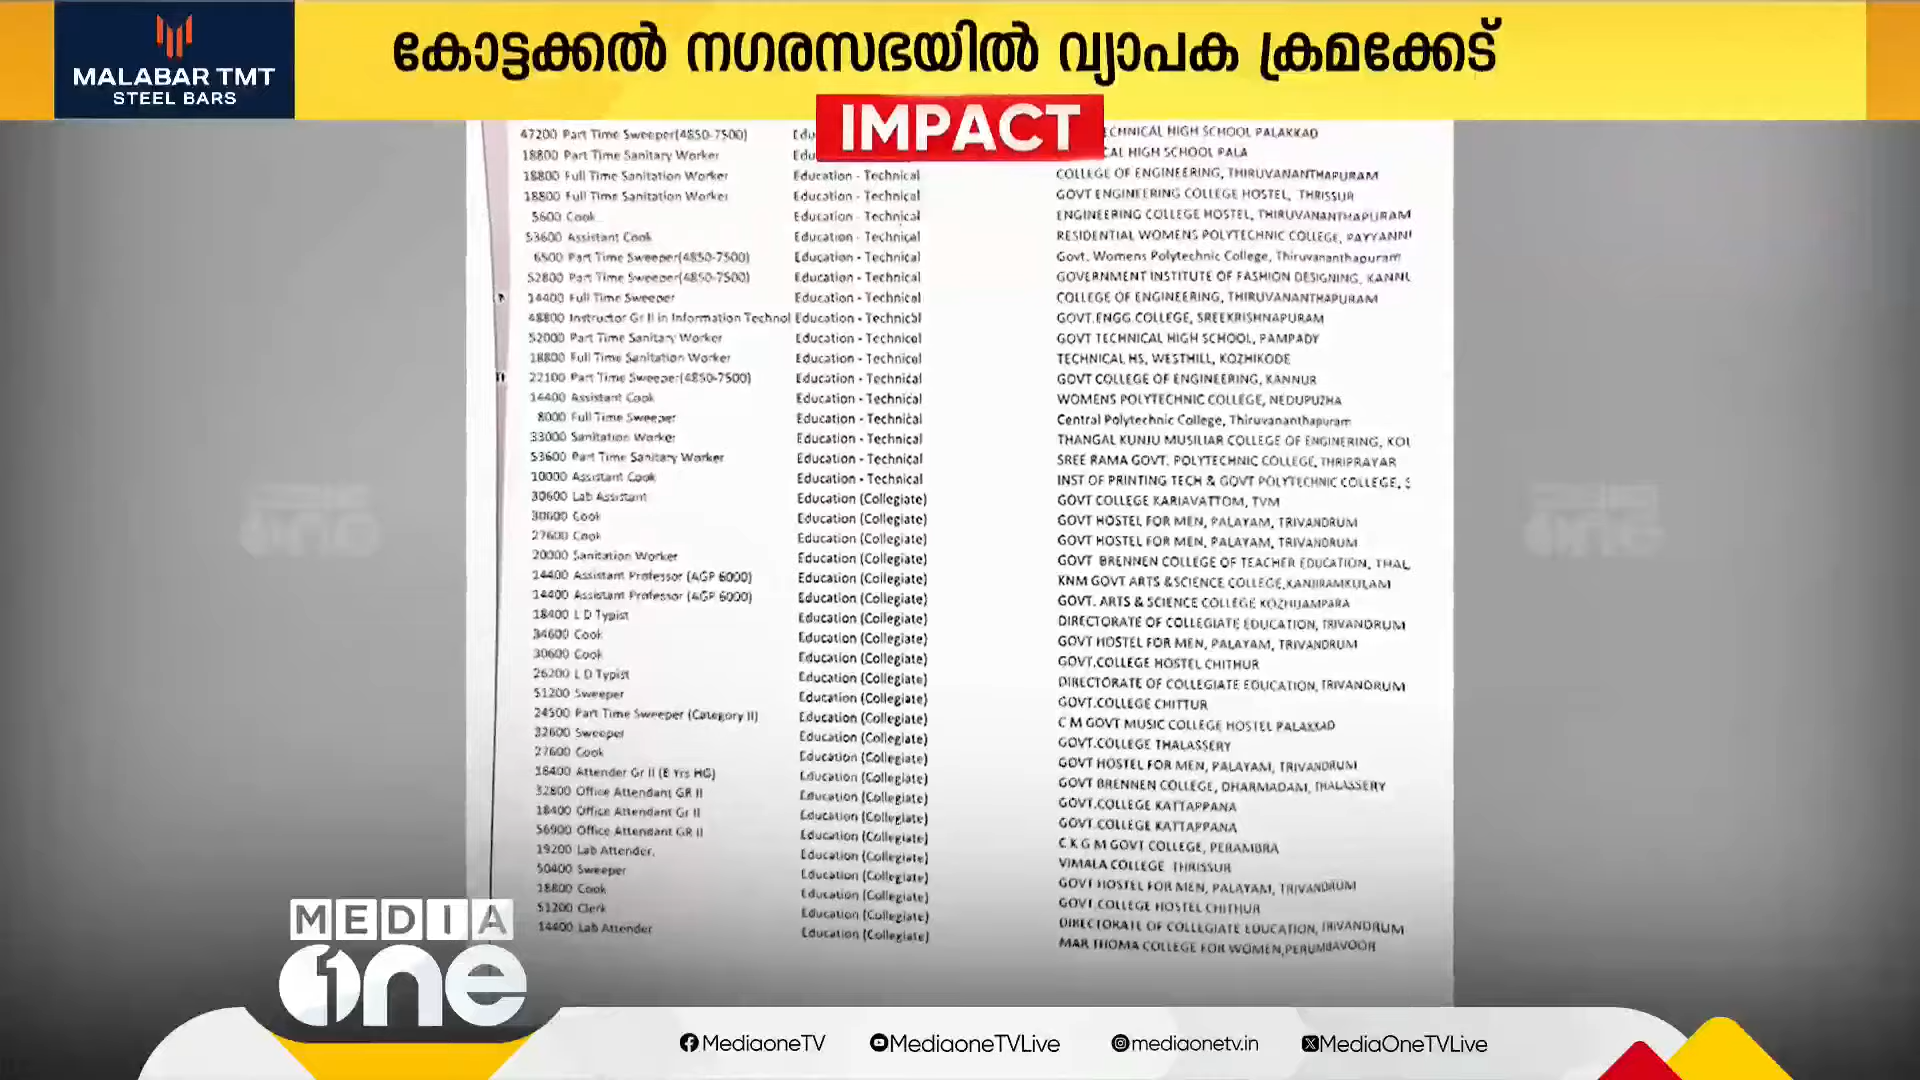 MALABAR TMT
STEEL BARS
കോട്ടക്കൽ നഗരസഭയിൽ വ്യാപക ക്രമക്കേട്
IMPACT
47200 Part Time Sweeper(4850-7500) Edu ECHNICAL HIGH SCHOOL PALAKKAD
18800 Part Time Sanitary Worker Edu CAL HIGH SCHOOL PALA
18800 Full Time Sanitation Worker Education - Technical COLLEGE OF ENGINEERING, THIRUVANANTHAPURAM
18800 Full Time Sanitation Worker Education - Technical GOVT ENGINEERING COLLEGE HOSTEL, THRISSUR
5600 Cook Education - Technical ENGINEERING COLLEGE HOSTEL, THIRUVANANTHAPURAM
53600 Assistant Cook Education - Technical RESIDENTIAL WOMENS POLYTECHNIC COLLEGE, PAYYANN
6500 Part Time Sweeper(4850-7500) Education - Technical Govt. Womens Polytechnic College, Thiruvananthapuram
52800 Part Time Sweeper(4850-7500) Education - Technical GOVERNMENT INSTITUTE OF FASHION DESIGNING, KANNU
14400 Full Time Sweeper Education - Technical COLLEGE OF ENGINEERING, THIRUVANANTHAPURAM
48800 Instructor Gr II in Information Technol Education - Technical GOVT.ENGG.COLLEGE, SREEKRISHNAPURAM
52000 Part Time Sanitary Worker Education - Technical GOVT TECHNICAL HIGH SCHOOL, PAMPADY
18800 Full Time Sanitation Worker Education - Technical TECHNICAL HS, WESTHILL, KOZHIKODE
22100 Part Time Sweeper(4850-7500) Education - Technical GOVT COLLEGE OF ENGINEERING, KANNUR
14400 Assistant Cook Education - Technical WOMENS POLYTECHNIC COLLEGE, NEDUPUZHA
8000 Full Time Sweeper Education - Technical Central Polytechnic College, Thiruvananthapuram
33000 Sanitation Worker Education - Technical THANGAL KUNJU MUSILIAR COLLEGE OF ENGINERING, KOL
53600 Part Time Sanitary Worker Education - Technical SREE RAMA GOVT. POLYTECHNIC COLLEGE, THRIPRAYAR
10000 Assistant Cook Education - Technical INST OF PRINTING TECH & GOVT POLYTECHNIC COLLEGE, S
30600 Lab Assistant Education (Collegiate) GOVT COLLEGE KARIAVATTOM, TVM
30600 Cook Education (Collegiate) GOVT HOSTEL FOR MEN, PALAYAM, TRIVANDRUM
27600 Cook Education (Collegiate) GOVT HOSTEL FOR MEN, PALAYAM, TRIVANDRUM
20000 Sanitation Worker Education (Collegiate) GOVT BRENNEN COLLEGE OF TEACHER EDUCATION, THAL
14400 Assistant Professor (AGP 6000) Education (Collegiate) KNM GOVT ARTS &SCIENCE COLLEGE,KANJIRAMKULAM
14400 Assistant Professor (AGP 6000) Education (Collegiate) GOVT. ARTS & SCIENCE COLLEGE KOZHIJAMPARA
18400 L D Typist Education (Collegiate) DIRECTORATE OF COLLEGIATE EDUCATION, TRIVANDRUM
34600 Cook Education (Collegiate) GOVT HOSTEL FOR MEN, PALAYAM, TRIVANDRUM
30600 Cook Education (Collegiate) GOVT.COLLEGE HOSTEL CHITHUR
26200 L D Typist Education (Collegiate) DIRECTORATE OF COLLEGIATE EDUCATION, TRIVANDRUM
51200 Sweeper Education (Collegiate) GOVT.COLLEGE CHITTUR
24500 Part Time Sweeper (Category II) Education (Collegiate) C M GOVT MUSIC COLLEGE HOSTEL PALAKKAD
32600 Sweeper Education (Collegiate) GOVT.COLLEGE THALASSERY
27600 Cook Education (Collegiate) GOVT HOSTEL FOR MEN, PALAYAM, TRIVANDRUM
18400 Attender Gr II (8 Yrs HG) Education (Collegiate) GOVT BRENNEN COLLEGE, DHARMADAM, THALASSERY
32800 Office Attendant GR II Education (Collegiate) GOVT.COLLEGE KATTAPPANA
18400 Office Attendant Gr II Education (Collegiate) GOVT COLLEGE KATTAPPANA
56900 Office Attendant GR II Education (Collegiate) C K G M GOVT COLLEGE, PERAMBRA
19200 Lab Attender. Education (Collegiate) VIMALA COLLEGE THRISSUR
50400 Sweeper Education (Collegiate) GOVT HOSTEL FOR MEN, PALAYAM, TRIVANDRUM
18800 Cook Education (Collegiate) GOVT COLLEGE HOSTEL CHITHUR
51200 Clerk Education (Collegiate) DIRECTORATE OF COLLEGIATE EDUCATION, TRIVANDRUM
14400 Lab Attender Education (Collegiate) MAR THOMA COLLEGE FOR WOMEN,PERUMBAVOOR
MEDIA
one
MediaoneTV MediaoneTVLive mediaonetv.in MediaOneTVLive